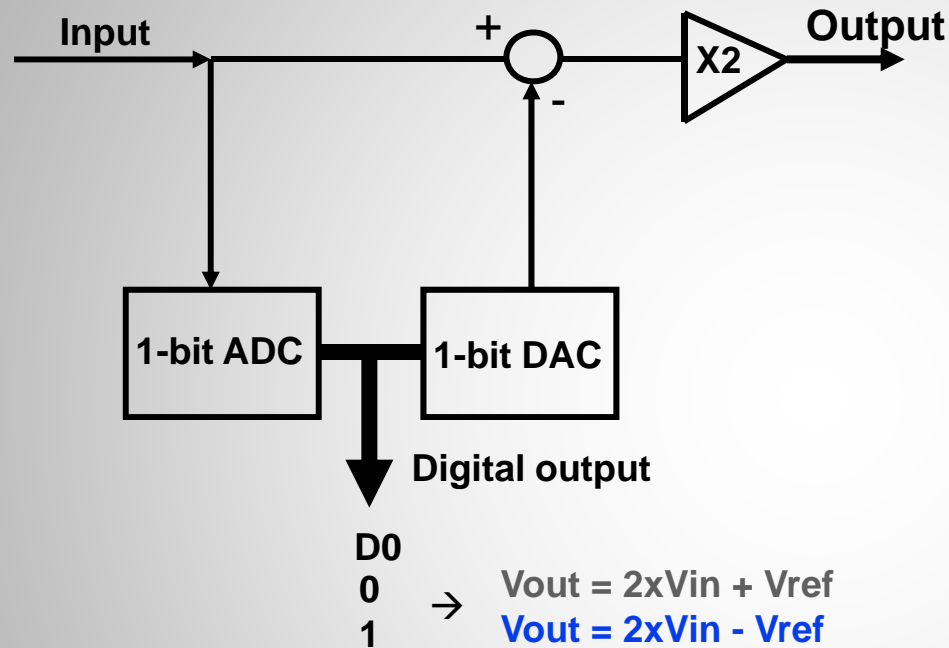 Input
+
Output
X2
-
1-bit ADC
1-bit DAC
Digital output
D0
0 → Vout = 2xVin + Vref
1 Vout = 2xVin - Vref